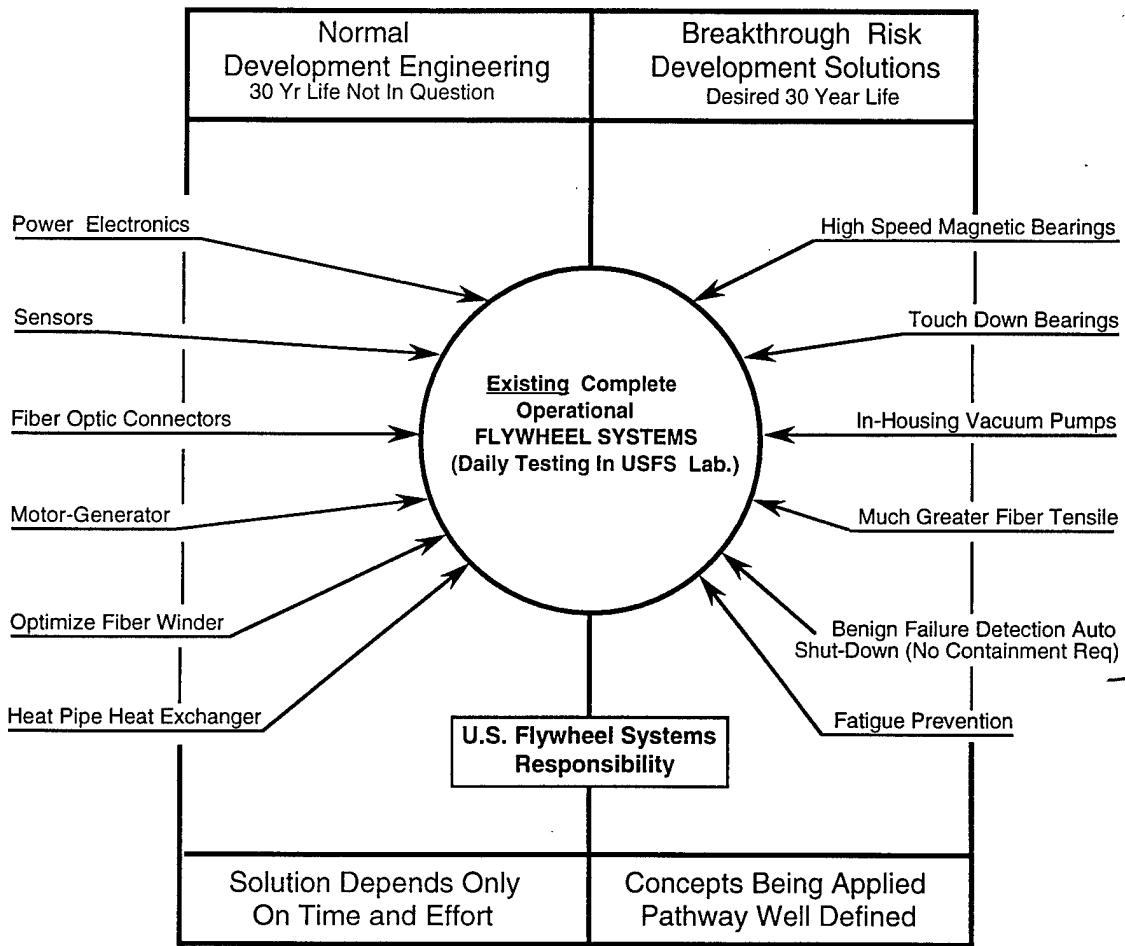 Normal
Development Engineering
30 Yr Life Not In Question
Breakthrough Risk
Development Solutions
Desired 30 Year Life
Power Electronics
Sensors
Fiber Optic Connectors
Motor-Generator
Optimize Fiber Winder
Heat Pipe Heat Exchanger
Existing Complete
Operational
FLYWHEEL SYSTEMS
(Daily Testing In USFS Lab.)
High Speed Magnetic Bearings
Touch Down Bearings
In-Housing Vacuum Pumps
Much Greater Fiber Tensile
Benign Failure Detection Auto
Shut-Down (No Containment Req)
Fatigue Prevention
U.S. Flywheel Systems
Responsibility
Solution Depends Only
On Time and Effort
Concepts Being Applied
Pathway Well Defined